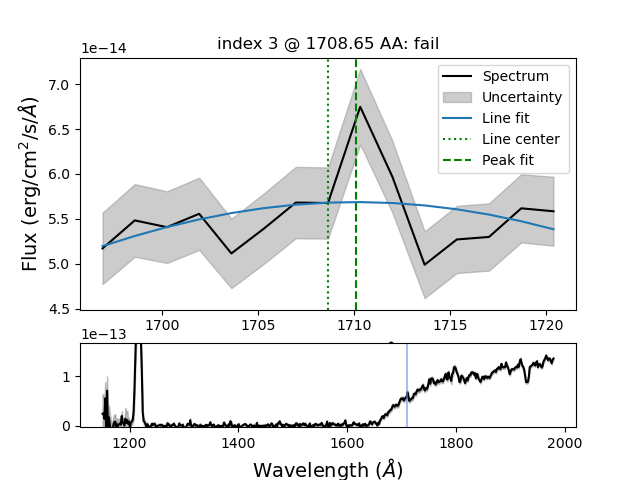 index 3 @ 1708.65 AA: fail
1e−14
7.0
6.5
6.0
5.5
5.0
4.5
Flux (erg/cm²/s/Å)
Spectrum
Uncertainty
Line fit
Line center
Peak fit
1700
1705
1710
1715
1720
1e−13
1
0
1200
1400
1600
1800
2000
Wavelength (Å)